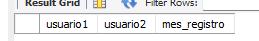 Result Grid Filter Rows:
usuario1 usuario2 mes_registro